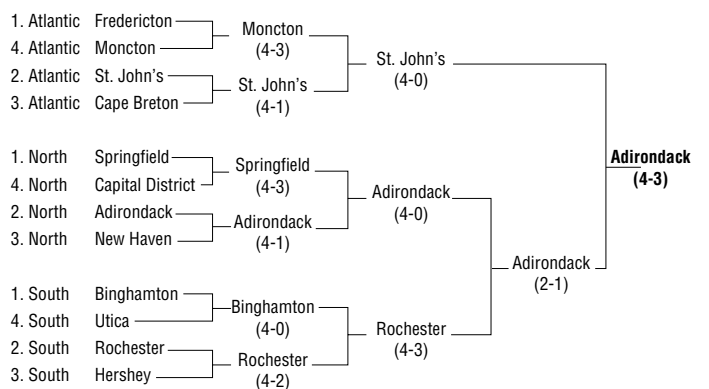 1. Atlantic Fredericton
4. Atlantic Moncton
2. Atlantic St. John's
3. Atlantic Cape Breton
Moncton
(4-3)
St. John's
(4-1)
St. John's
(4-0)
1. North Springfield
4. North Capital District
2. North Adirondack
3. North New Haven
Springfield
(4-3)
Adirondack
(4-1)
Adirondack
(4-0)
1. South Binghamton
4. South Utica
2. South Rochester
3. South Hershey
Binghamton
(4-0)
Rochester
(4-2)
Rochester
(4-3)
Adirondack
(2-1)
Adirondack
(4-3)